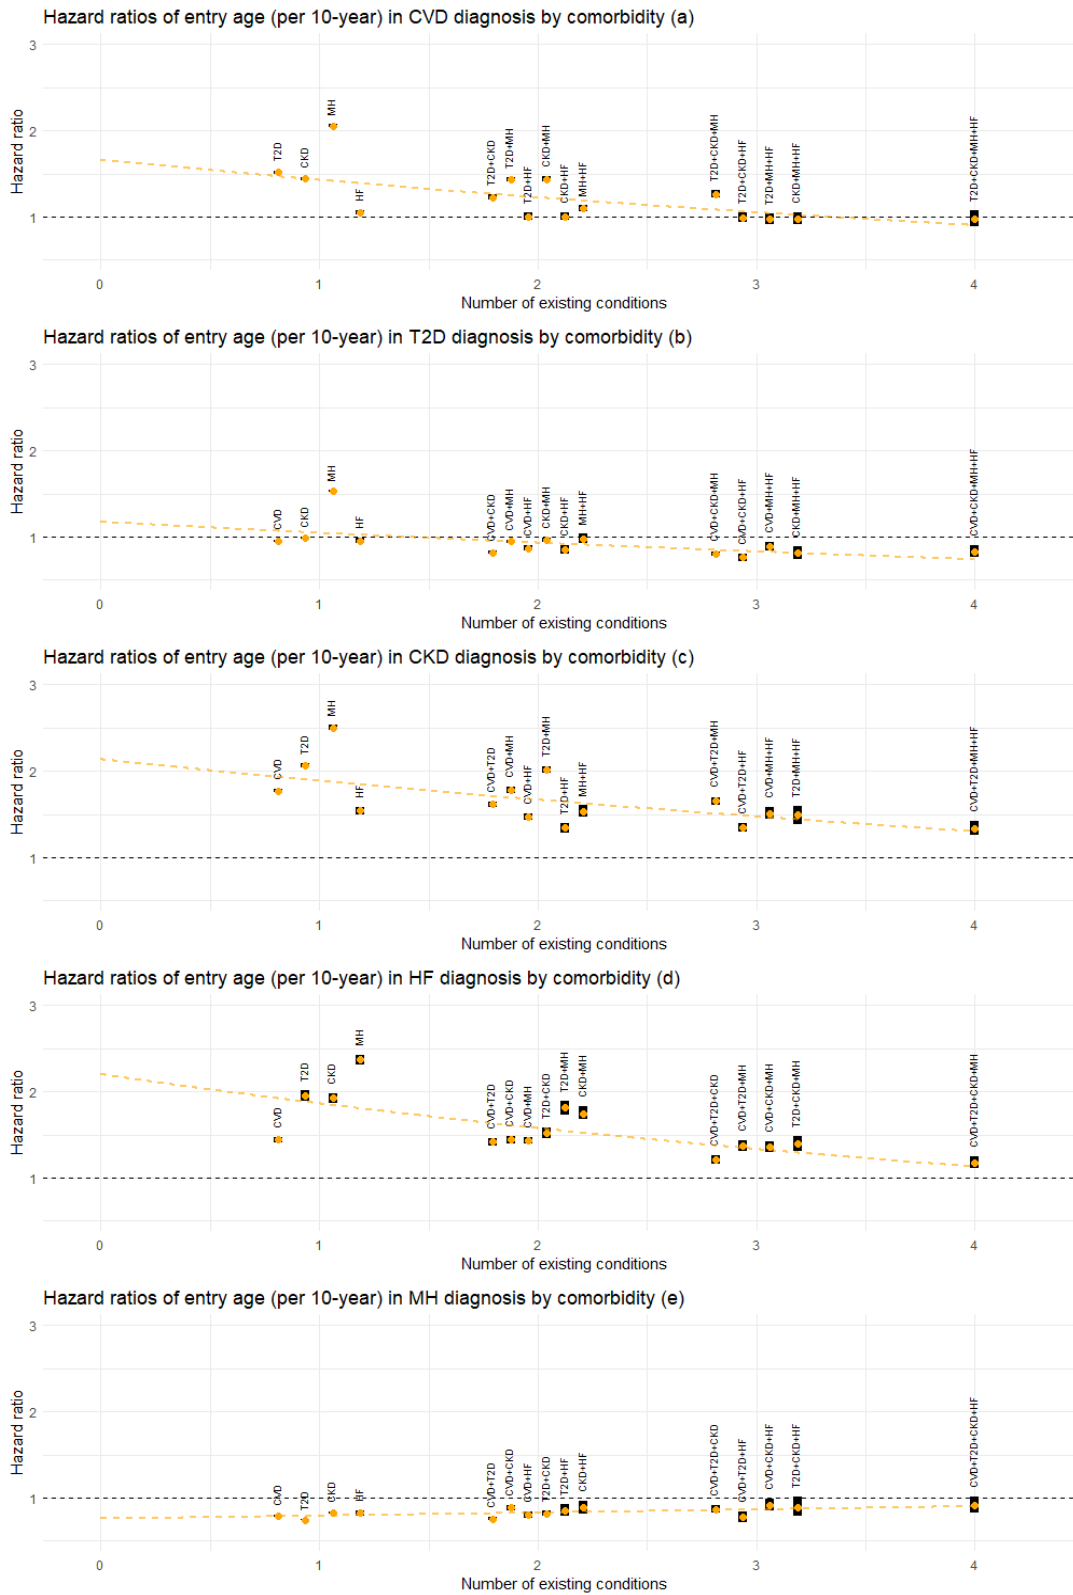 Hazard ratios of entry age (per 10-year) in CVD diagnosis by comorbidity (a)
Hazard ratio
3
2
1
T2D
CKD
MH
HF
T2D+CKD
T2D+MH
T2D+HF
CKD+MH
CKD+HF
MH+HF
T2D+CKD+MH
T2D+CKD+HF
T2D+MH+HF
CKD+MH+HF
T2D+CKD+MH+HF
0 1 2 3 4
Number of existing conditions
Hazard ratios of entry age (per 10-year) in T2D diagnosis by comorbidity (b)
Hazard ratio
3
2
1
CVD
CKD
MH
HF
CVD+CKD
CVD+MH
CVD+HF
CKD+MH
CKD+HF
MH+HF
CVD+CKD+MH
CVD+CKD+HF
CVD+MH+HF
CKD+MH+HF
CVD+CKD+MH+HF
0 1 2 3 4
Number of existing conditions
Hazard ratios of entry age (per 10-year) in CKD diagnosis by comorbidity (c)
Hazard ratio
3
2
1
CVD
T2D
MH
HF
CVD+T2D
CVD+MH
CVD+HF
T2D+MH
T2D+HF
MH+HF
CVD+T2D+MH
CVD+T2D+HF
CVD+MH+HF
T2D+MH+HF
CVD+T2D+MH+HF
0 1 2 3 4
Number of existing conditions
Hazard ratios of entry age (per 10-year) in HF diagnosis by comorbidity (d)
Hazard ratio
3
2
1
CVD
T2D
CKD
MH
CVD+T2D
CVD+CKD
CVD+MH
T2D+CKD
T2D+MH
CKD+MH
CVD+T2D+CKD
CVD+T2D+MH
CVD+CKD+MH
T2D+CKD+MH
CVD+T2D+CKD+MH
0 1 2 3 4
Number of existing conditions
Hazard ratios of entry age (per 10-year) in MH diagnosis by comorbidity (e)
Hazard ratio
3
2
1
CVD
T2D
CKD
HF
CVD+T2D
CVD+CKD
CVD+HF
T2D+CKD
T2D+HF
CKD+HF
CVD+T2D+CKD
CVD+T2D+HF
CVD+CKD+HF
T2D+CKD+HF
CVD+T2D+CKD+HF
0 1 2 3 4
Number of existing conditions